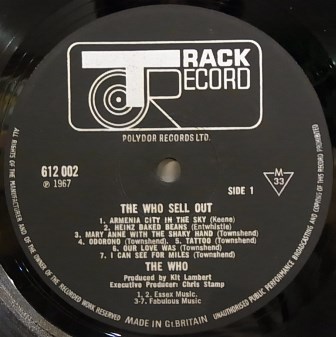 TRACK
RECORD
POLYDOR RECORDS LTD.
612 002
℗ 1967
THE WHO SELL OUT
SIDE 1
M
33
1. ARMENIA CITY IN THE SKY (Keene)
2. HEINZ BAKED BEANS (Entwhistle)
3. MARY ANNE WITH THE SHAKY HAND (Townshend)
4. ODORONO (Townshend). 5. TATTOO (Townshend)
6. OUR LOVE WAS (Townshend)
7. I CAN SEE FOR MILES (Townshend)
THE WHO
Produced by Kit Lambert
Executive Producer: Chris Stamp
1, 2. Essex Music.
3-7. Fabulous Music
ALL RIGHTS OF THE MANUFACTURER AND OF THE OWNER OF THE RECORDED WORK RESERVED
UNAUTHORISED PUBLIC PERFORMANCE BROADCASTING AND COPYING OF THIS RECORD PROHIBITED
MADE IN Gt.BRITAIN